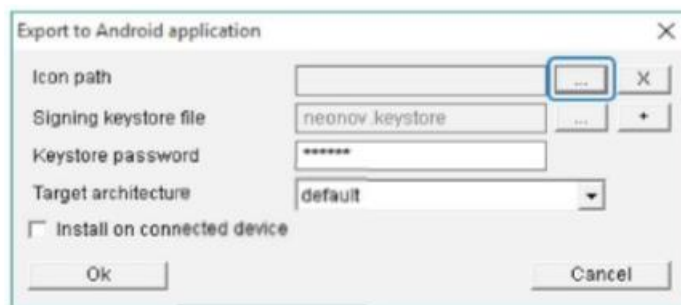 Export to Android application
Icon path ... X
Signing keystore file neonov.keystore ... +
Keystore password ******
Target architecture default
Install on connected device
Ok Cancel